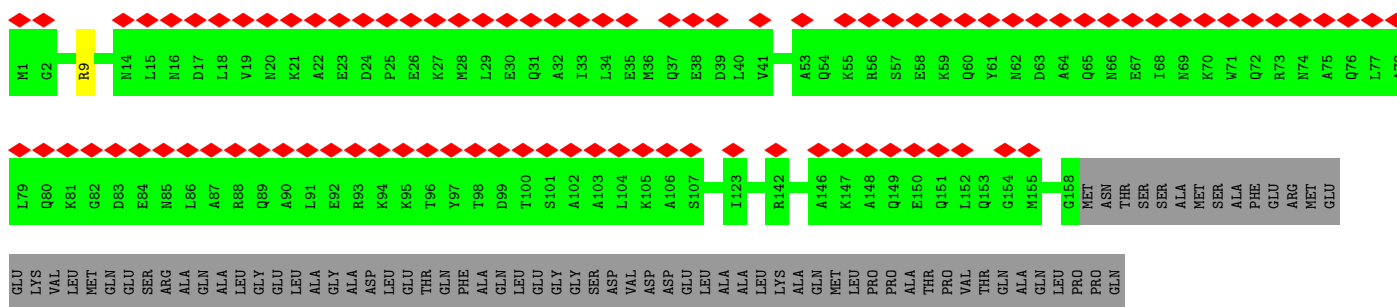 M1 G2 R9 N14 L15 N16 D17 L18 V19 N20 K21 A22 E23 D24 P25 E26 K27 M28 L29 E30 Q31 A32 I33 L34 E35 M36 Q37 E38 D39 L40 V41 A53 Q54 K55 R56 S57 E58 K59 Q60 Y61 N62 D63 A64 Q65 N66 E67 I68 N69 K70 W71 Q72 R73 N74 A75 Q76 L77
L79 Q80 K81 G82 D83 E84 N85 L86 A87 R88 Q89 A90 L91 E92 R93 K94 K95 T96 Y97 T98 D99 T100 S101 A102 A103 L104 K105 A106 S107 I123 R142 A146 K147 A148 Q149 E150 Q151 L152 Q153 G154 M155 G158 MET ASN THR SER SER ALA MET SER ALA PHE GLU ARG MET GLU
GLU LYS VAL LEU MET GLN GLU SER ARG ALA GLN ALA LEU GLY GLU LEU ALA GLY ALA ASP LEU GLU THR GLN PHE ALA GLN LEU GLU GLY GLY SER ASP VAL ASP ASP GLU LEU ALA ALA LEU LYS ALA GLN MET LEU PRO PRO ALA THR PRO VAL THR GLN ALA GLN LEU PRO PRO GLN